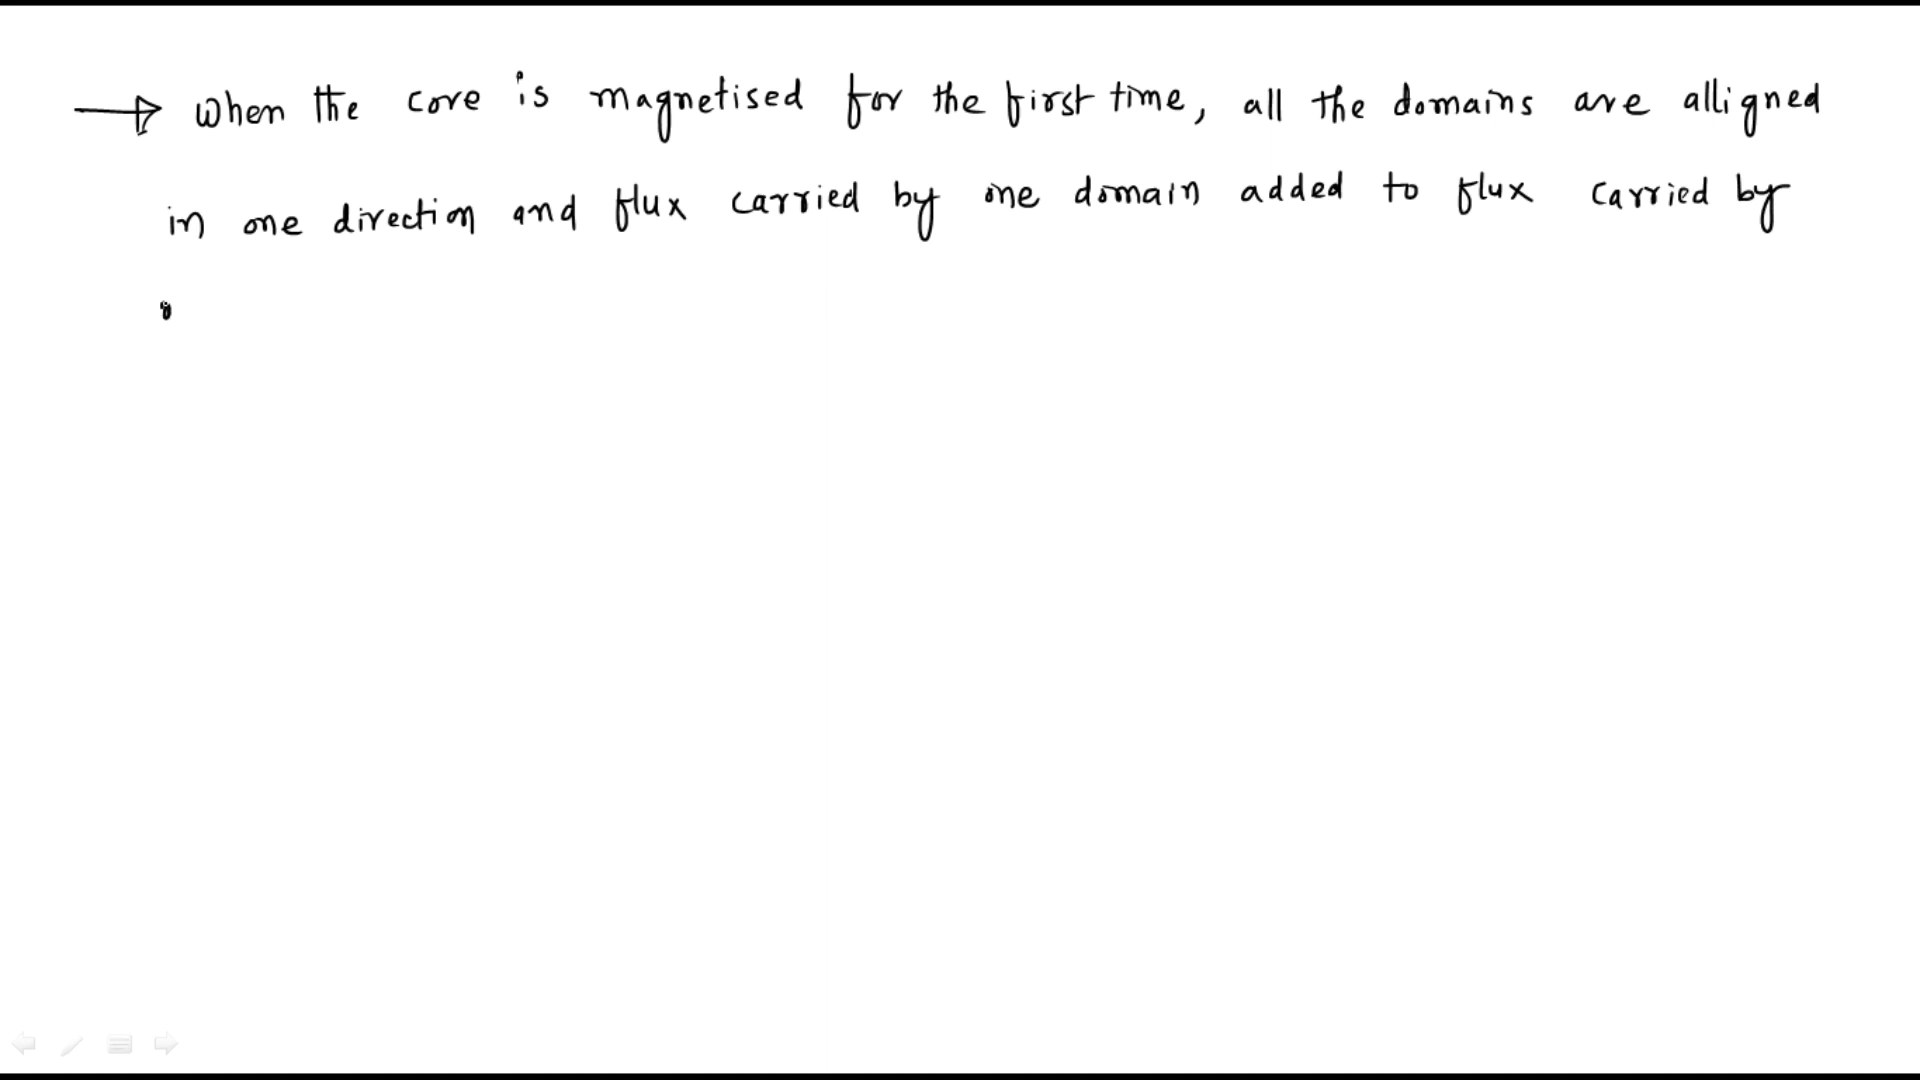 → when the core is magnetised for the first time, all the domains are alligned
in one direction and flux carried by one domain added to flux carried by